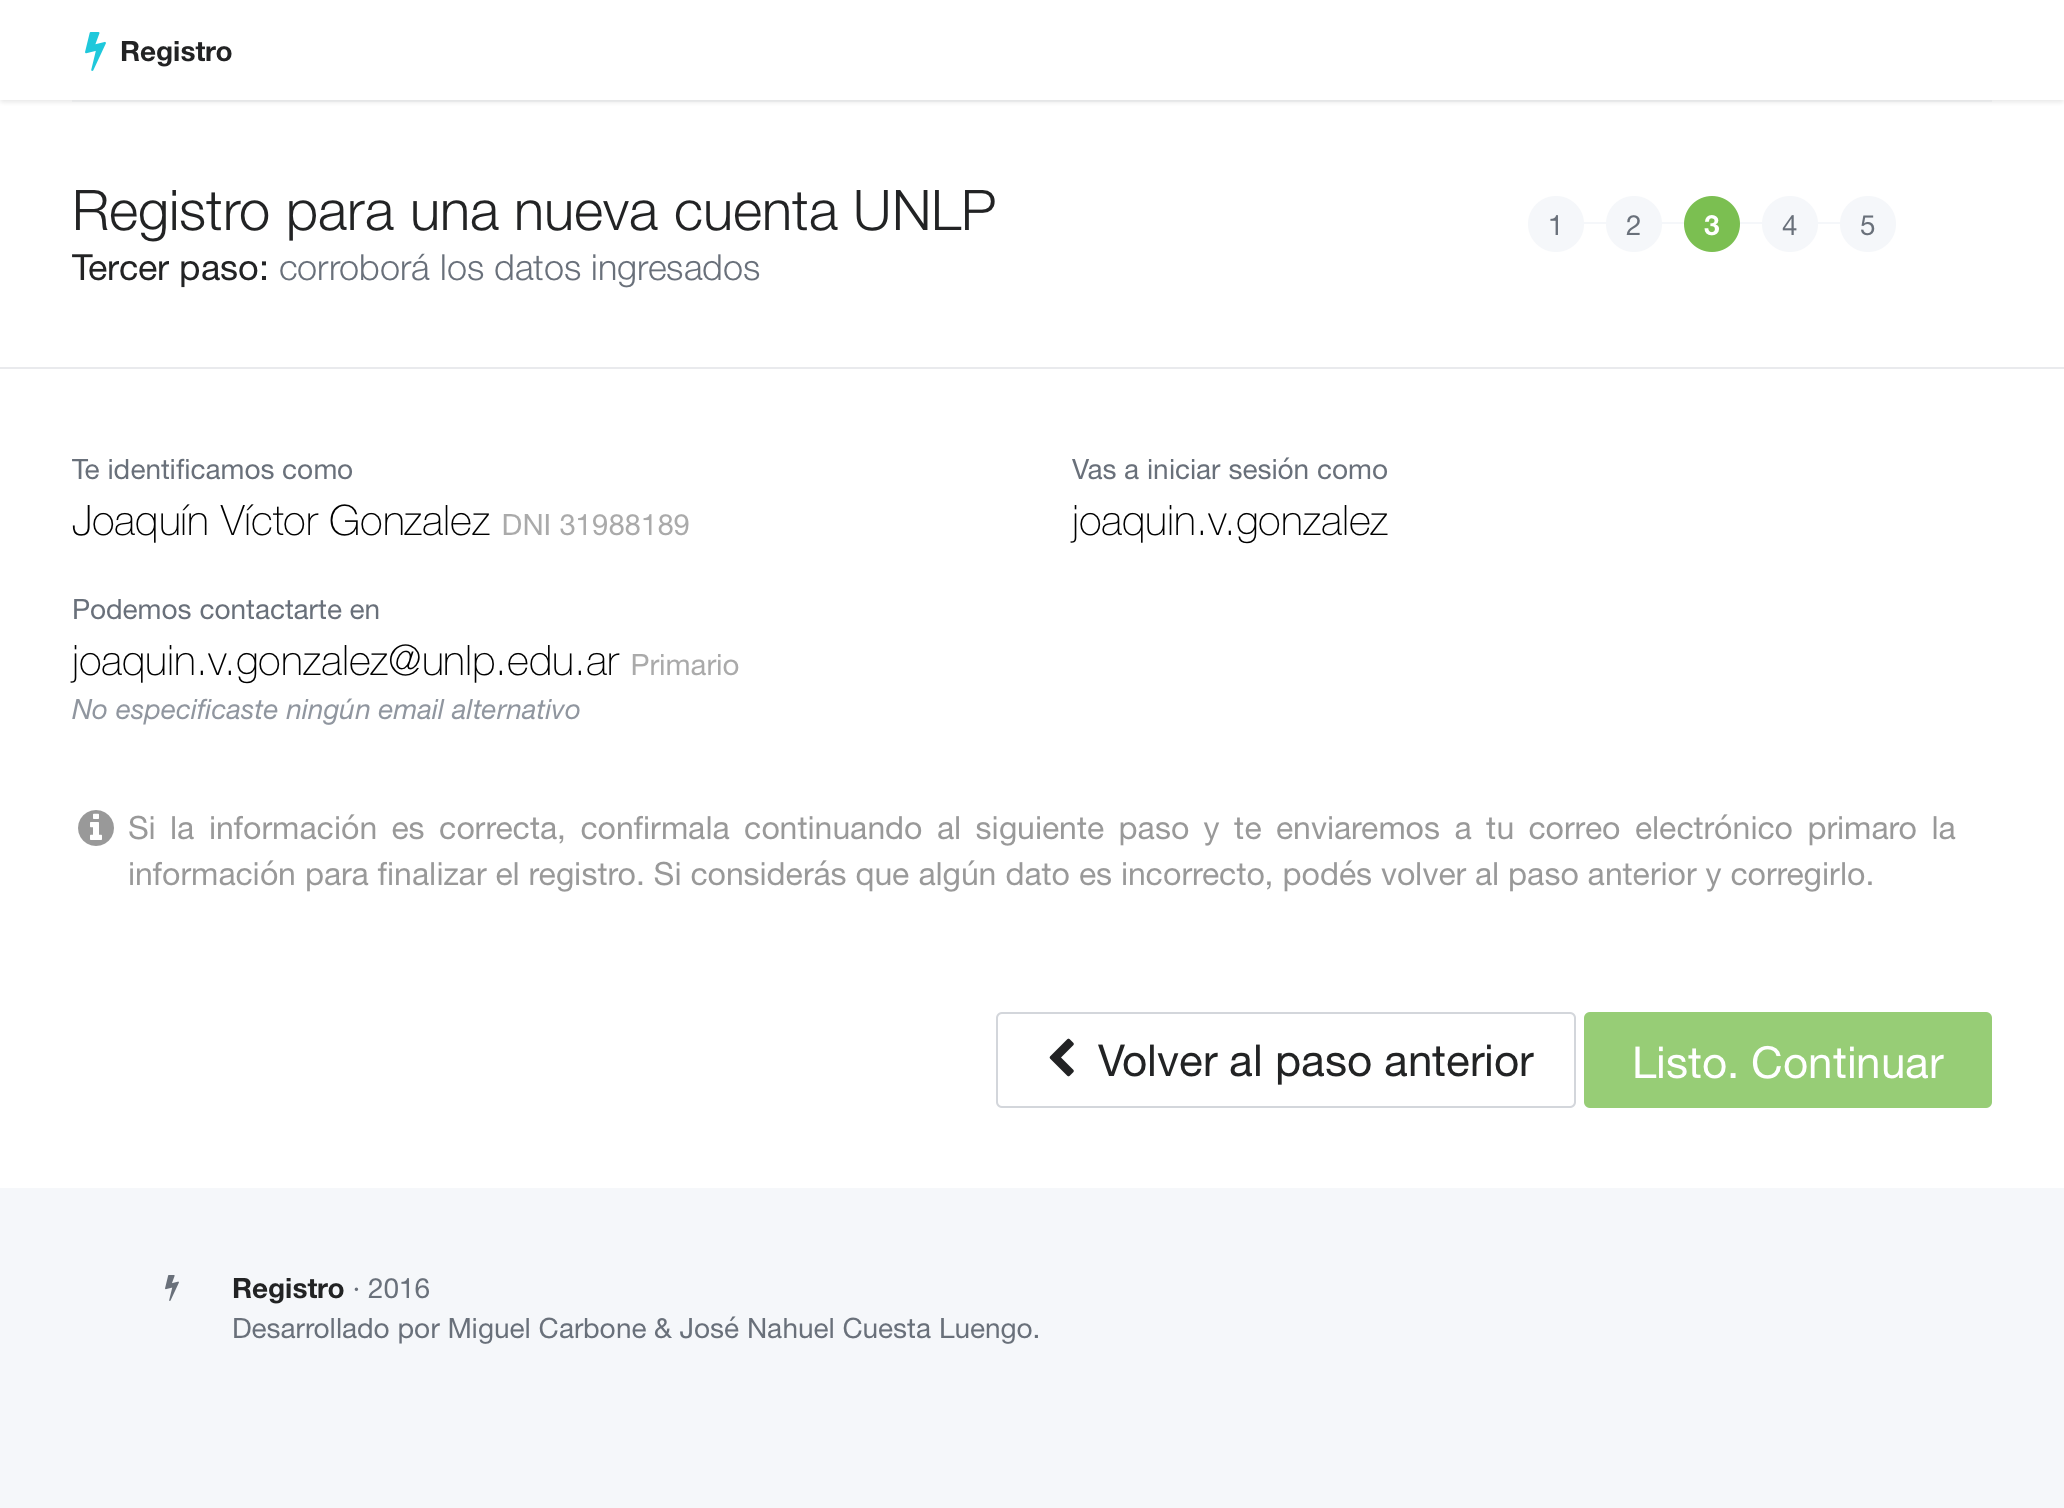 Registro
Registro para una nueva cuenta UNLP
Tercer paso: corroborá los datos ingresados
1 2 3 4 5
Te identificamos como
Joaquín Víctor Gonzalez DNI 31988189
Vas a iniciar sesión como
joaquin.v.gonzalez
Podemos contactarte en
joaquin.v.gonzalez@unlp.edu.ar Primario
No especificaste ningún email alternativo
Si la información es correcta, confirmala continuando al siguiente paso y te enviaremos a tu correo electrónico primaro la
información para finalizar el registro. Si considerás que algún dato es incorrecto, podés volver al paso anterior y corregirlo.
Volver al paso anterior
Listo. Continuar
Registro · 2016
Desarrollado por Miguel Carbone & José Nahuel Cuesta Luengo.